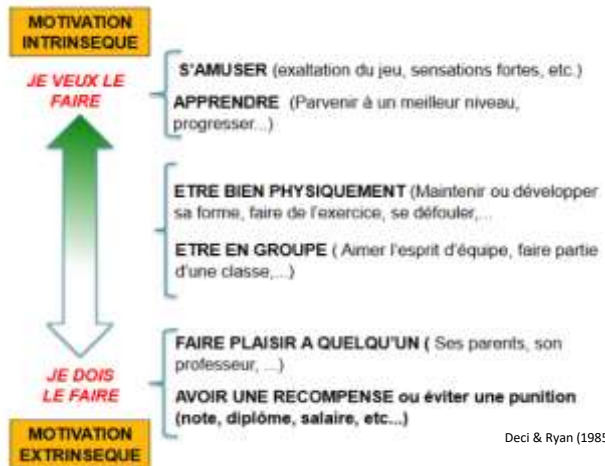 MOTIVATION
INTRINSEQUE
JE VEUX LE
FAIRE
S'AMUSER (exaltation du jeu, sensations fortes, etc.)
APPRENDRE (Parvenir à un meilleur niveau,
progresser...)
ETRE BIEN PHYSIQUEMENT (Maintenir ou développer
sa forme, faire de l'exercice, se défouler,...
ETRE EN GROUPE ( Aimer l'esprit d'équipe, faire partie
d'une classe,...)
FAIRE PLAISIR A QUELQU'UN ( Ses parents, son
professeur, ...)
JE DOIS
LE FAIRE
AVOIR UNE RECOMPENSE ou éviter une punition
(note, diplôme, salaire, etc...)
MOTIVATION
EXTRINSEQUE
Deci & Ryan (1985